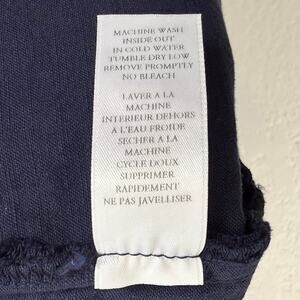 MACHINE WASH
INSIDE OUT
IN COLD WATER
TUMBLE DRY LOW
REMOVE PROMPTLY
NO BLEACH
LAVER A LA
MACHINE
INTERIEUR DEHORS
A L'EAU FROIDE
SECHER A LA
MACHINE
CYCLE DOUX
SUPPRIMER
RAPIDEMENT
NE PAS JAVELLISER